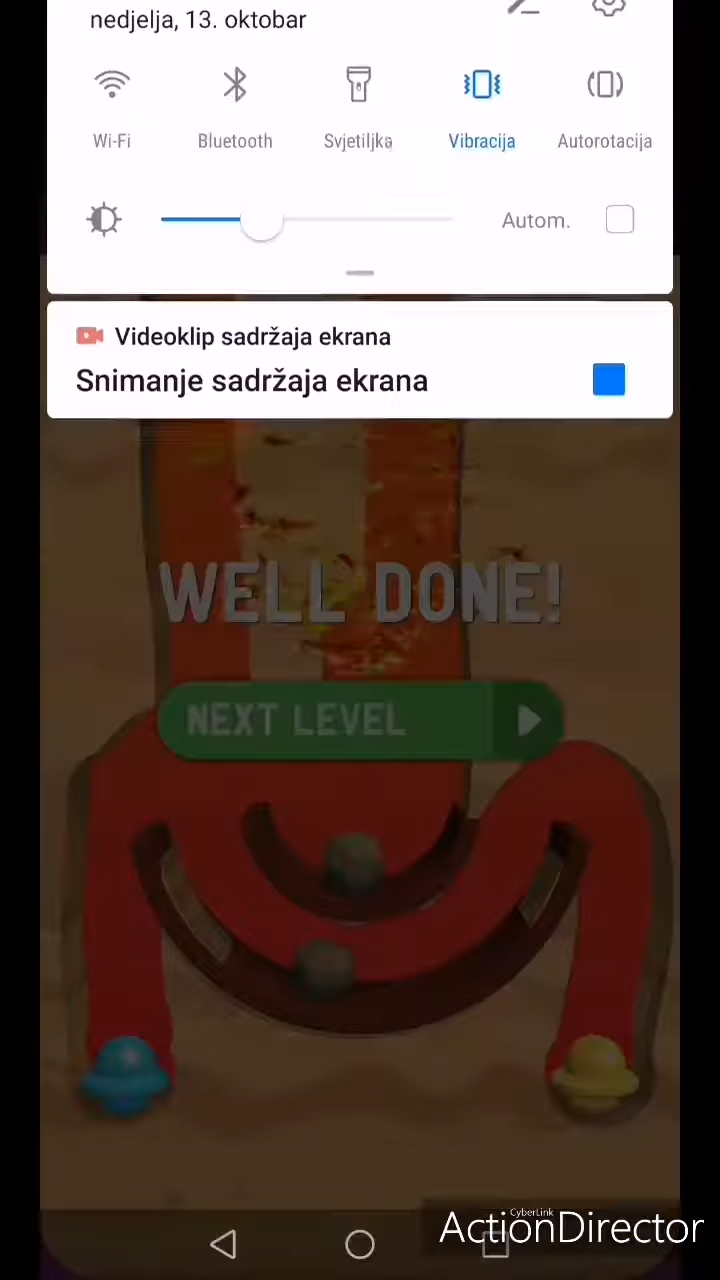 nedjelja, 13. oktobar
Wi-Fi Bluetooth Svjetiljka Vibracija Autorotacija
Autom.
Videoklip sadržaja ekrana
Snimanje sadržaja ekrana
WELL DONE!
NEXT LEVEL
CyberLink
ActionDirector